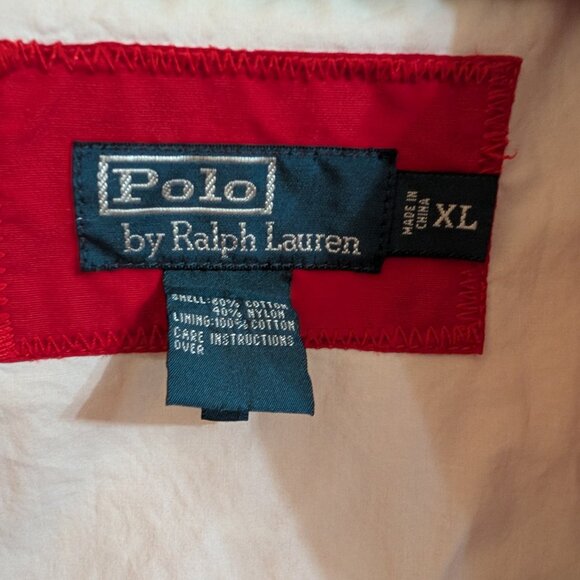 Polo
by Ralph Lauren
MADE IN
CHINA
XL
SHELL:60% COTTON
40% NYLON
LINING:100% COTTON
CARE INSTRUCTIONS
OVER